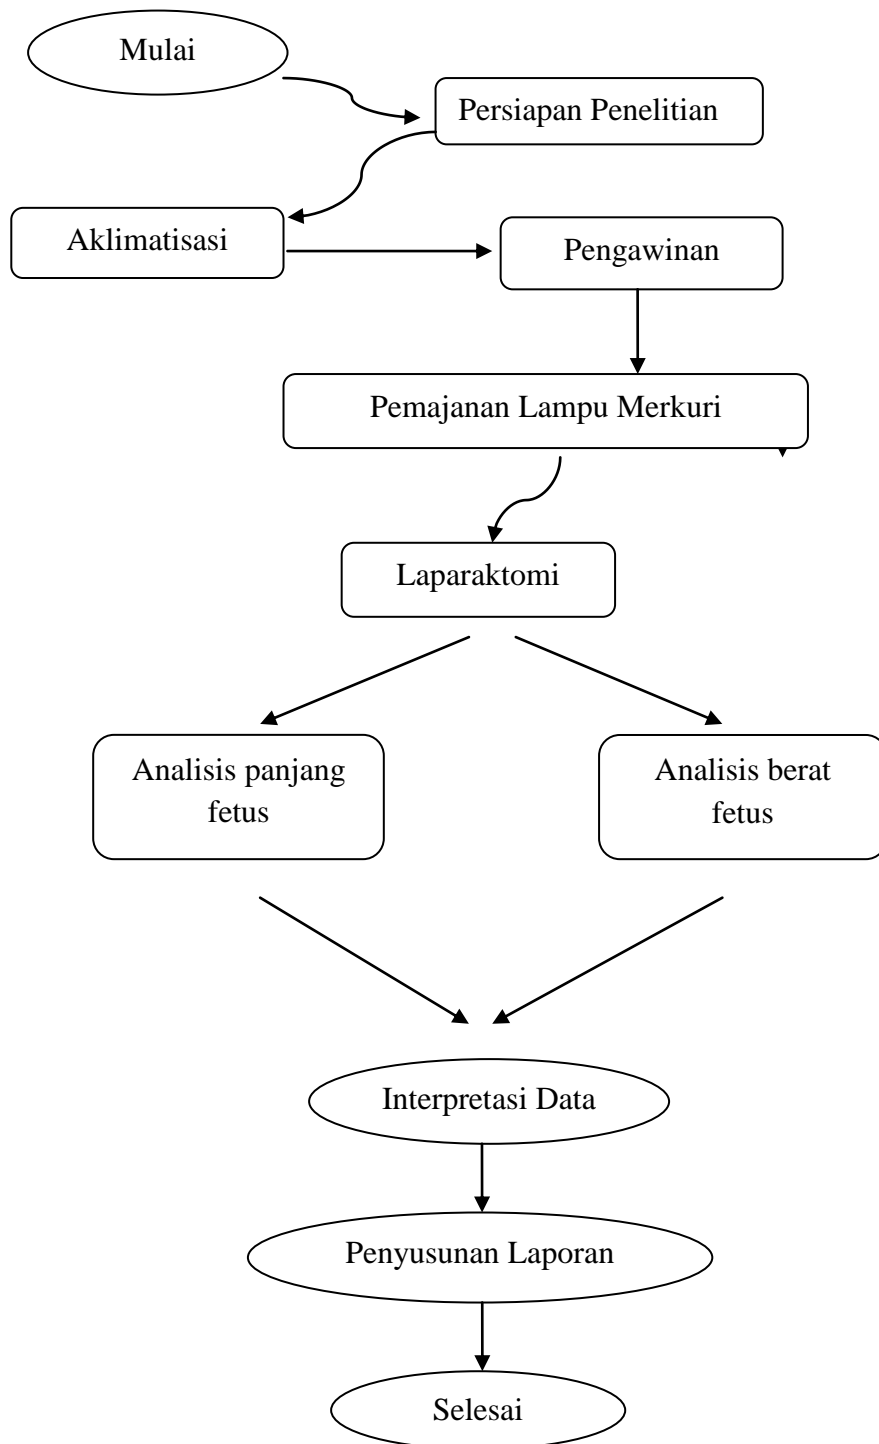 Mulai
Persiapan Penelitian
Aklimatisasi
Pengawinan
Pemajanan Lampu Merkuri
Laparaktomi
Analisis panjang
fetus
Analisis berat
fetus
Interpretasi Data
Penyusunan Laporan
Selesai